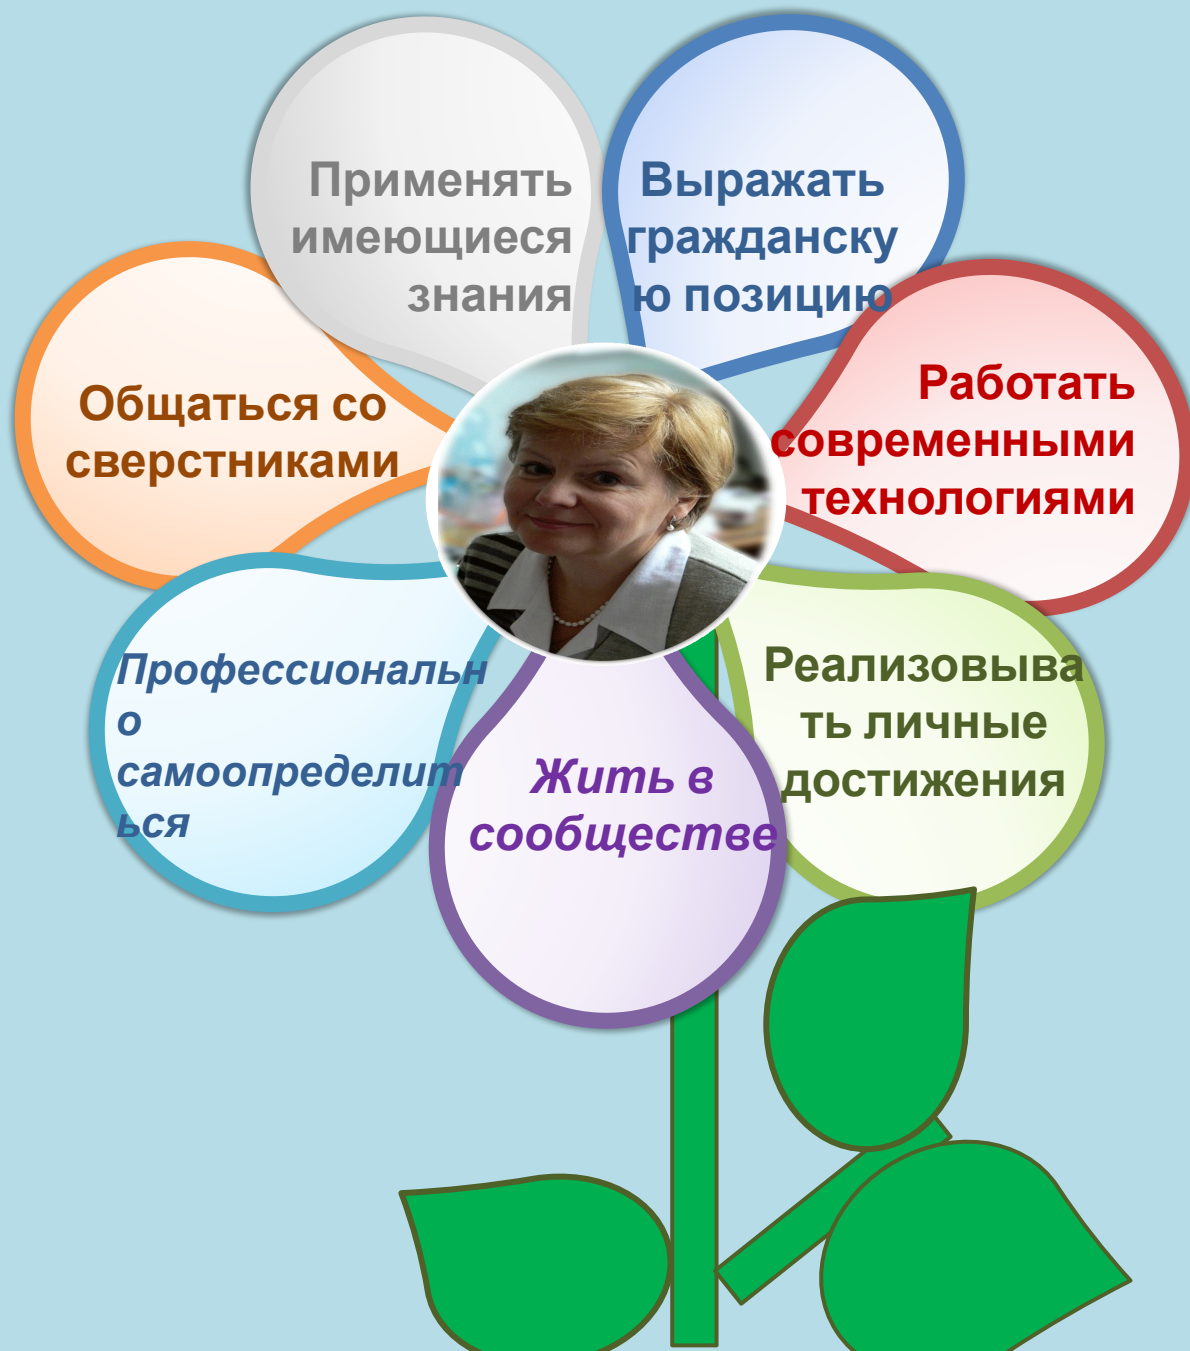 Применять
имеющиеся
знания
Выражать
гражданску
ю позицию
Общаться со
сверстниками
Работать
современными
технологиями
Профессиональн
о
самоопределит
ься
Жить в
сообществе
Реализовыва
ть личные
достижения